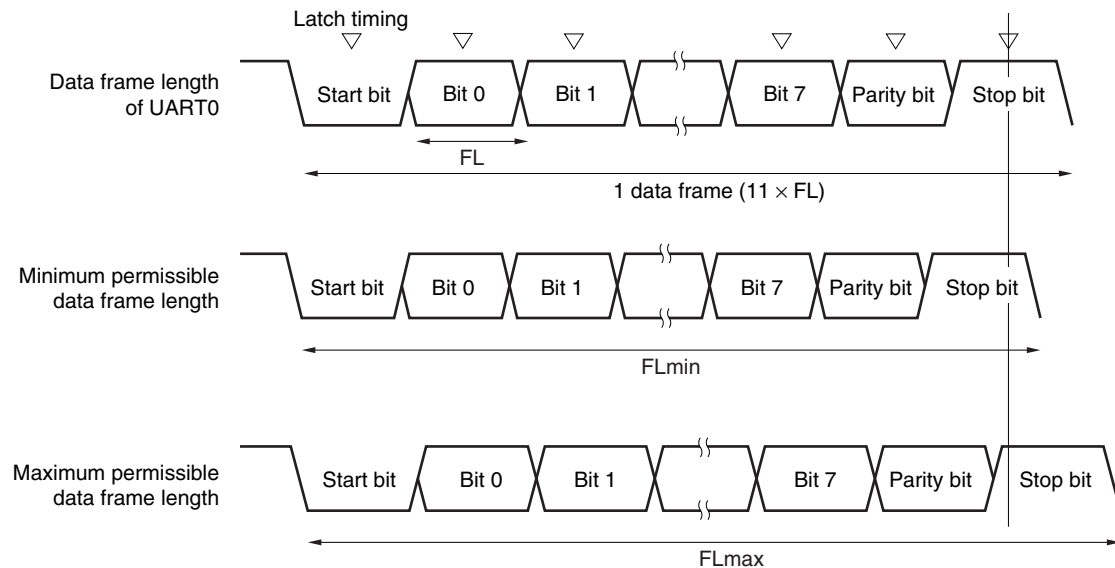 Latch timing
Data frame length
of UART0
Start bit Bit 0 Bit 1 Bit 7 Parity bit Stop bit
FL
1 data frame (11 × FL)
Minimum permissible
data frame length
Start bit Bit 0 Bit 1 Bit 7 Parity bit Stop bit
FLmin
Maximum permissible
data frame length
Start bit Bit 0 Bit 1 Bit 7 Parity bit Stop bit
FLmax